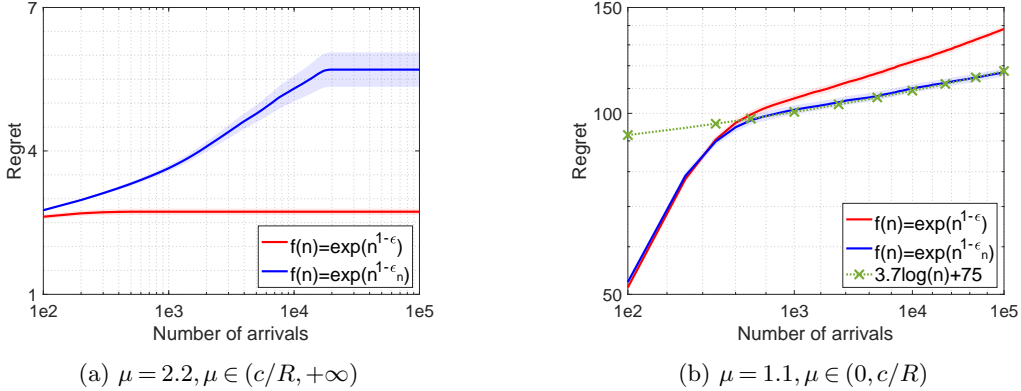 7
4
1
Regret
1e2
1e3
1e4
1e5
Number of arrivals
f(n)=exp(n^{1-ϵ})
f(n)=exp(n^{1-ϵ_n})
(a) μ = 2.2, μ ∈ (c/R, +∞)
150
100
50
Regret
1e2
1e3
1e4
1e5
Number of arrivals
f(n)=exp(n^{1-ϵ})
f(n)=exp(n^{1-ϵ_n})
3.7log(n)+75
(b) μ = 1.1, μ ∈ (0, c/R)